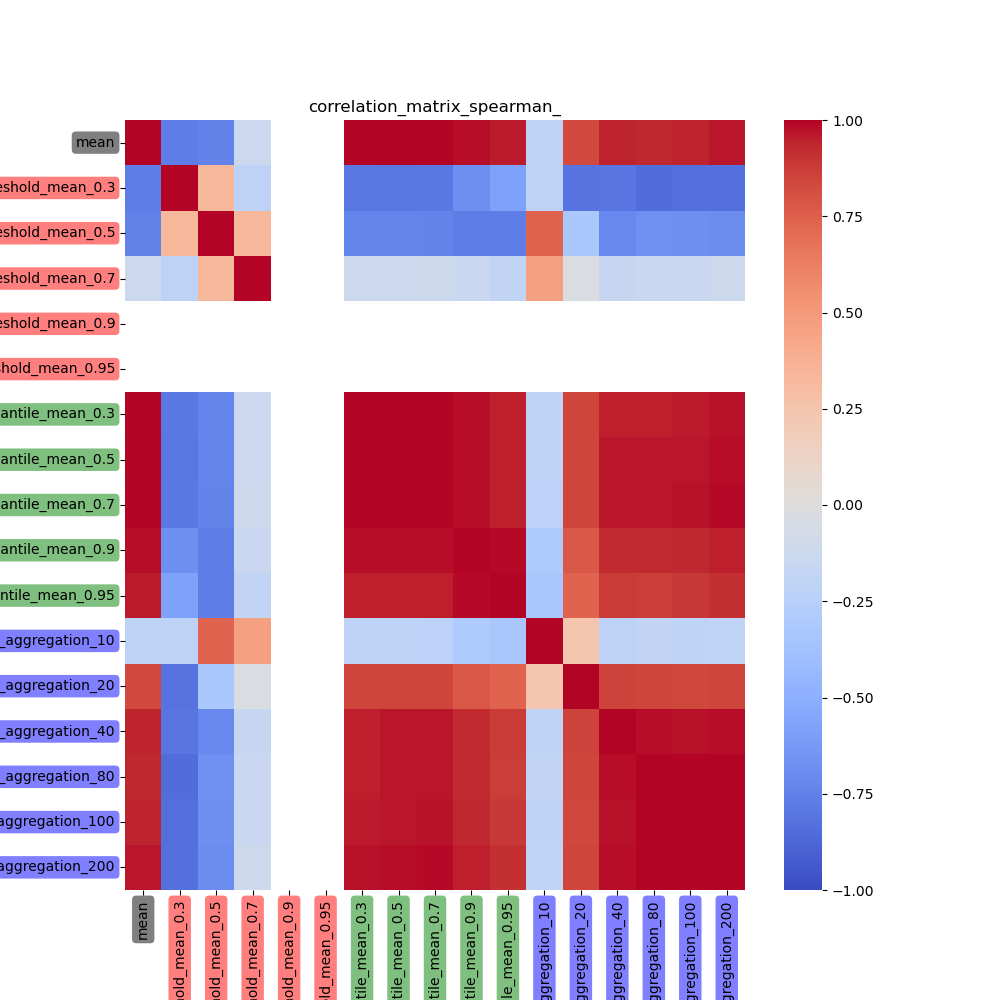 correlation_matrix_spearman_
mean
eshold_mean_0.3
eshold_mean_0.5
eshold_mean_0.7
eshold_mean_0.9
shold_mean_0.95
antile_mean_0.3
antile_mean_0.5
antile_mean_0.7
antile_mean_0.9
ntile_mean_0.95
_aggregation_10
_aggregation_20
_aggregation_40
_aggregation_80
aggregation_100
aggregation_200
mean
hold_mean_0.3
hold_mean_0.5
hold_mean_0.7
hold_mean_0.9
old_mean_0.95
tile_mean_0.3
tile_mean_0.5
tile_mean_0.7
tile_mean_0.9
le_mean_0.95
ggregation_10
ggregation_20
ggregation_40
ggregation_80
gregation_100
gregation_200
1.00
0.75
0.50
0.25
0.00
−0.25
−0.50
−0.75
−1.00